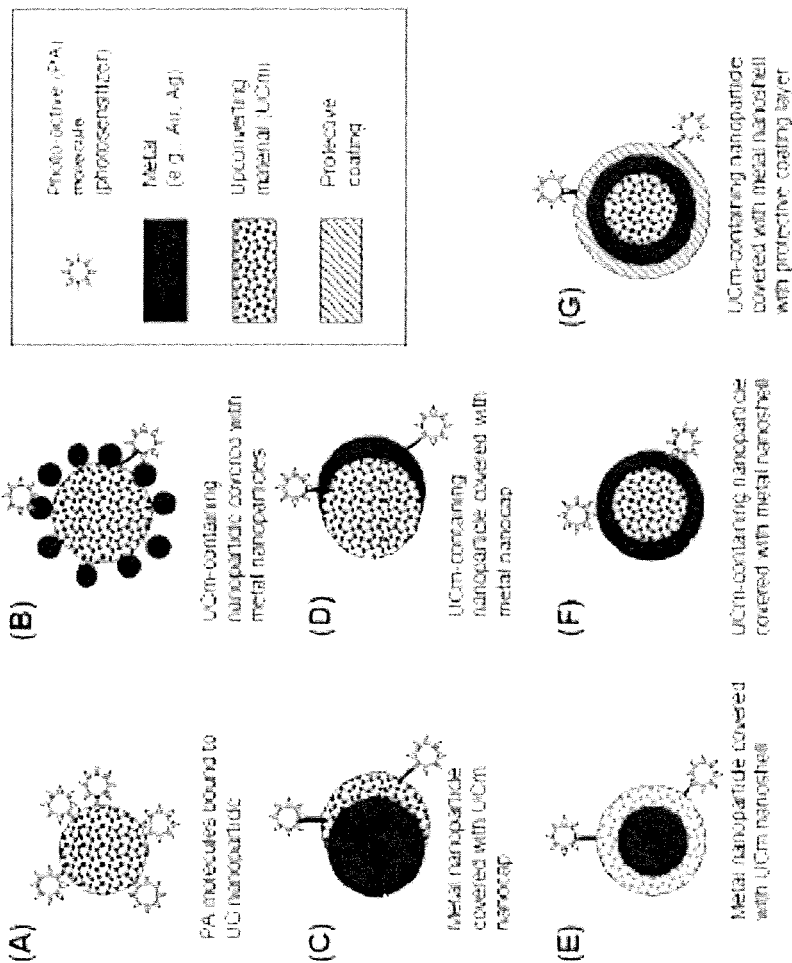 (A)
PA molecules bound to
UC nanoparticle
(B)
UCm-containing
nanoparticle covered with
metal nanoparticles
Photo-active (PA)
molecule
(photosensitizer)
Metal
(e.g., Au, Ag)
Upconverting
material (UCm)
Protective
coating
(C)
Metal nanoparticle
covered with UCm
nanocap
(D)
UCm-containing
nanoparticle covered with
metal nanocap
(E)
Metal nanoparticle covered
with UCm nanoshell
(F)
UCm-containing nanoparticle
covered with metal nanoshell
(G)
UCm-containing nanoparticle
covered with metal nanoshell
with protective coating layer